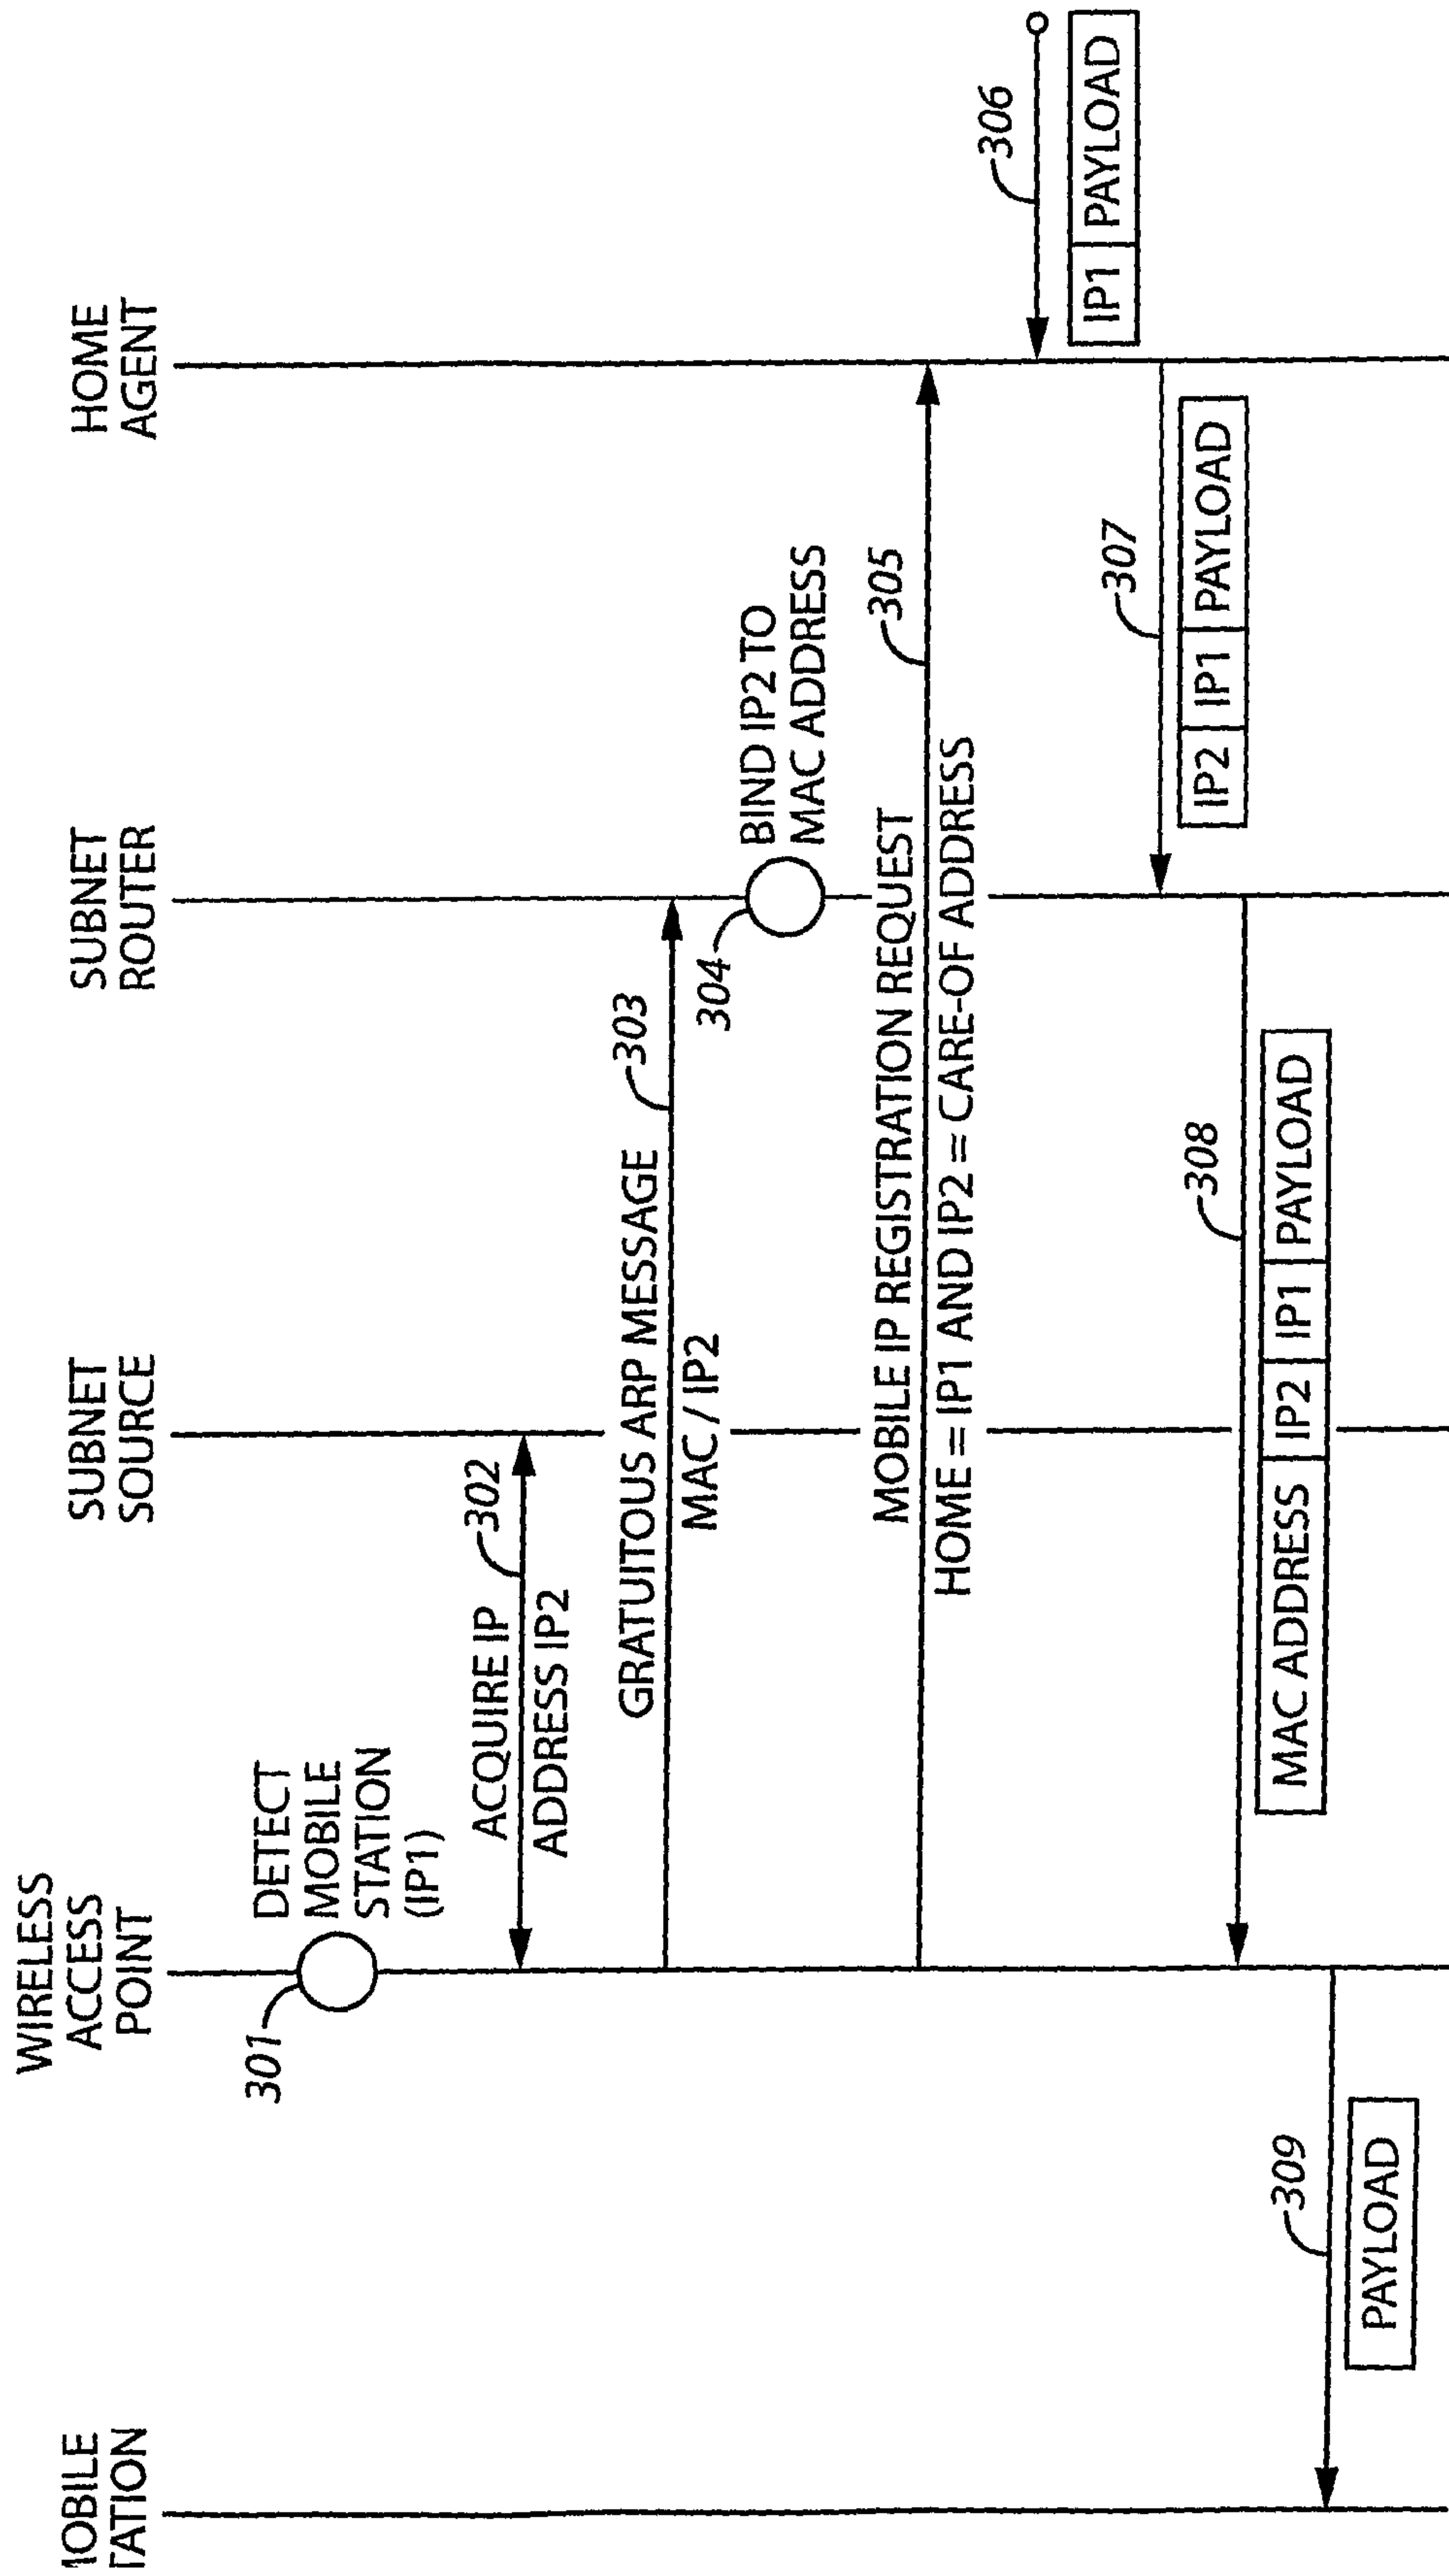 MOBILE
TATION
WIRELESS
ACCESS
POINT
SUBNET
SOURCE
SUBNET
ROUTER
HOME
AGENT
301
DETECT
MOBILE
STATION
(IP1)
ACQUIRE IP
ADDRESS IP2
302
GRATUITOUS ARP MESSAGE
MAC / IP2
303
304
BIND IP2 TO
MAC ADDRESS
MOBILE IP REGISTRATION REQUEST
HOME = IP1 AND IP2 = CARE-OF ADDRESS
305
306
IP1 PAYLOAD
307
IP2 IP1 PAYLOAD
308
MAC ADDRESS IP2 IP1 PAYLOAD
309
PAYLOAD